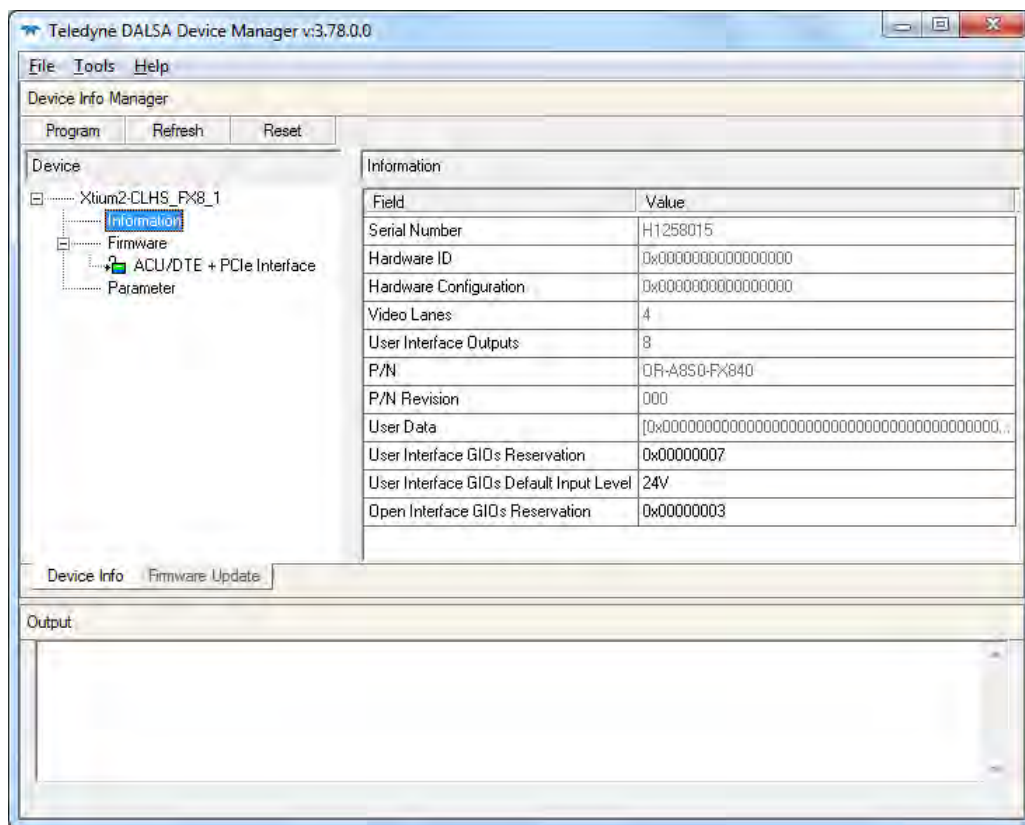 Teledyne DALSA Device Manager v:3.78.0.0
File Tools Help
Device Info Manager
Program Refresh Reset
Device
Xtium2-CLHS_FX8_1
Information
Firmware
ACU/DTE + PCIe Interface
Parameter
Information
Field Value
Serial Number H1258015
Hardware ID 0x0000000000000000
Hardware Configuration 0x0000000000000000
Video Lanes 4
User Interface Outputs 8
P/N OR-A8S0-FX840
P/N Revision 000
User Data
User Interface GIOs Reservation 0x00000007
User Interface GIOs Default Input Level 24V
Open Interface GIOs Reservation 0x00000003
Device Info Firmware Update
Output